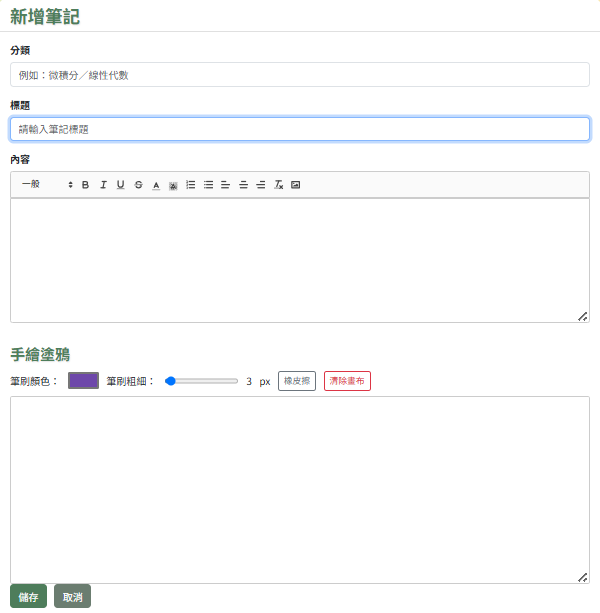 新增筆記
分類
例如：微積分／線性代數
標題
請輸入筆記標題
內容
一般 B I U S A A
手繪塗鴉
筆刷顏色： 筆刷粗細： 3 px 橡皮擦 清除畫布
儲存 取消